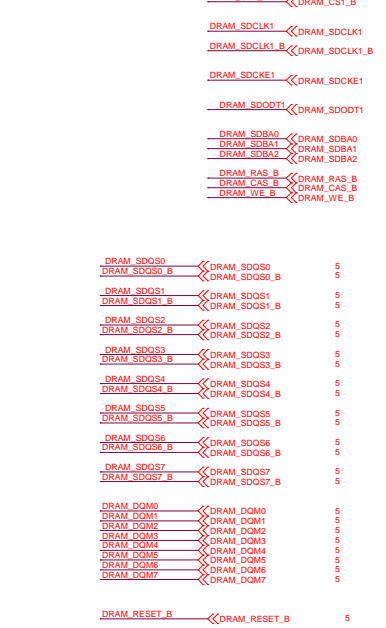 DRAM_CS1_B
DRAM_SDCLK1 DRAM_SDCLK1
DRAM_SDCLK1_B DRAM_SDCLK1_B
DRAM_SDCKE1 DRAM_SDCKE1
DRAM_SDODT1 DRAM_SDODT1
DRAM_SDBA0 DRAM_SDBA0
DRAM_SDBA1 DRAM_SDBA1
DRAM_SDBA2 DRAM_SDBA2
DRAM_RAS_B DRAM_RAS_B
DRAM_CAS_B DRAM_CAS_B
DRAM_WE_B DRAM_WE_B
DRAM_SDQS0 DRAM_SDQS0 5
DRAM_SDQS0_B DRAM_SDQS0_B 5
DRAM_SDQS1 DRAM_SDQS1 5
DRAM_SDQS1_B DRAM_SDQS1_B 5
DRAM_SDQS2 DRAM_SDQS2 5
DRAM_SDQS2_B DRAM_SDQS2_B 5
DRAM_SDQS3 DRAM_SDQS3 5
DRAM_SDQS3_B DRAM_SDQS3_B 5
DRAM_SDQS4 DRAM_SDQS4 5
DRAM_SDQS4_B DRAM_SDQS4_B 5
DRAM_SDQS5 DRAM_SDQS5 5
DRAM_SDQS5_B DRAM_SDQS5_B 5
DRAM_SDQS6 DRAM_SDQS6 5
DRAM_SDQS6_B DRAM_SDQS6_B 5
DRAM_SDQS7 DRAM_SDQS7 5
DRAM_SDQS7_B DRAM_SDQS7_B 5
DRAM_DQM0 DRAM_DQM0 5
DRAM_DQM1 DRAM_DQM1 5
DRAM_DQM2 DRAM_DQM2 5
DRAM_DQM3 DRAM_DQM3 5
DRAM_DQM4 DRAM_DQM4 5
DRAM_DQM5 DRAM_DQM5 5
DRAM_DQM6 DRAM_DQM6 5
DRAM_DQM7 DRAM_DQM7 5
DRAM_RESET_B DRAM_RESET_B 5